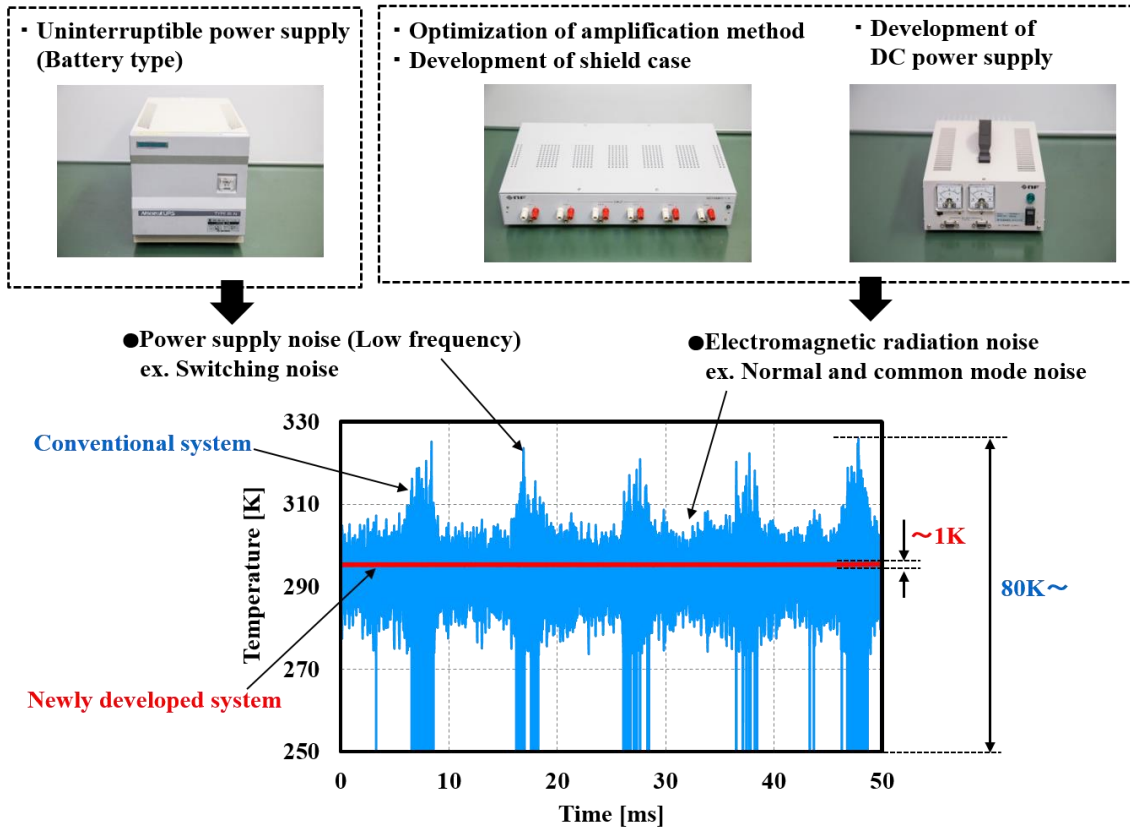 ・Uninterruptible power supply
(Battery type)
・Optimization of amplification method
・Development of shield case
・Development of
DC power supply
nF
nF
●Power supply noise (Low frequency)
ex. Switching noise
●Electromagnetic radiation noise
ex. Normal and common mode noise
Conventional system
Newly developed system
Temperature [K]
330
310
290
270
250
0
10
20
30
40
50
Time [ms]
～1K
80K～